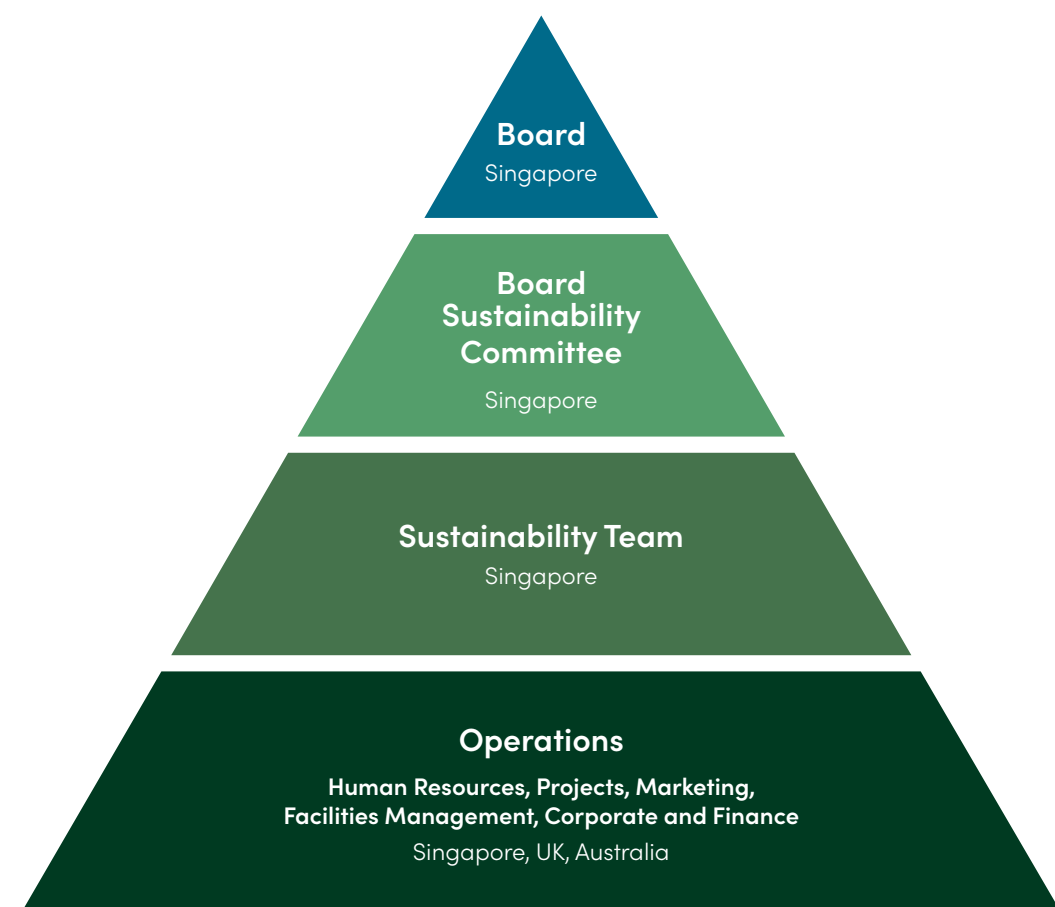 Board
Singapore
Board
Sustainability
Committee
Singapore
Sustainability Team
Singapore
Operations
Human Resources, Projects, Marketing,
Facilities Management, Corporate and Finance
Singapore, UK, Australia